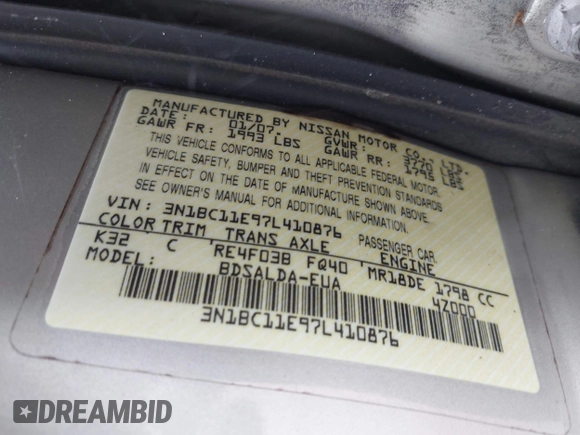 MANUFACTURED BY NISSAN MOTOR CO., LTD.
DATE: 01/07. GVWR: 3770 LBS
GAWR FR: 1993 LBS GAWR RR: LBS
THIS VEHICLE CONFORMS TO ALL APPLICABLE FEDERAL MOTOR
VEHICLE SAFETY, BUMPER AND THEFT PREVENTION STANDARDS
IN EFFECT ON THE DATE OF MANUFACTURE SHOWN ABOVE.
SEE OWNER'S MANUAL FOR ADDITIONAL INFORMATION.
VIN: 3N1BC11E97L410876 PASSENGER CAR
COLOR TRIM TRANS AXLE ENGINE
K32 C RE4F03B FQ40 MR18DE 1798 CC
MODEL: BDSALDA-EUA 4Z000
3N1BC11E97L410876
DREAMBID